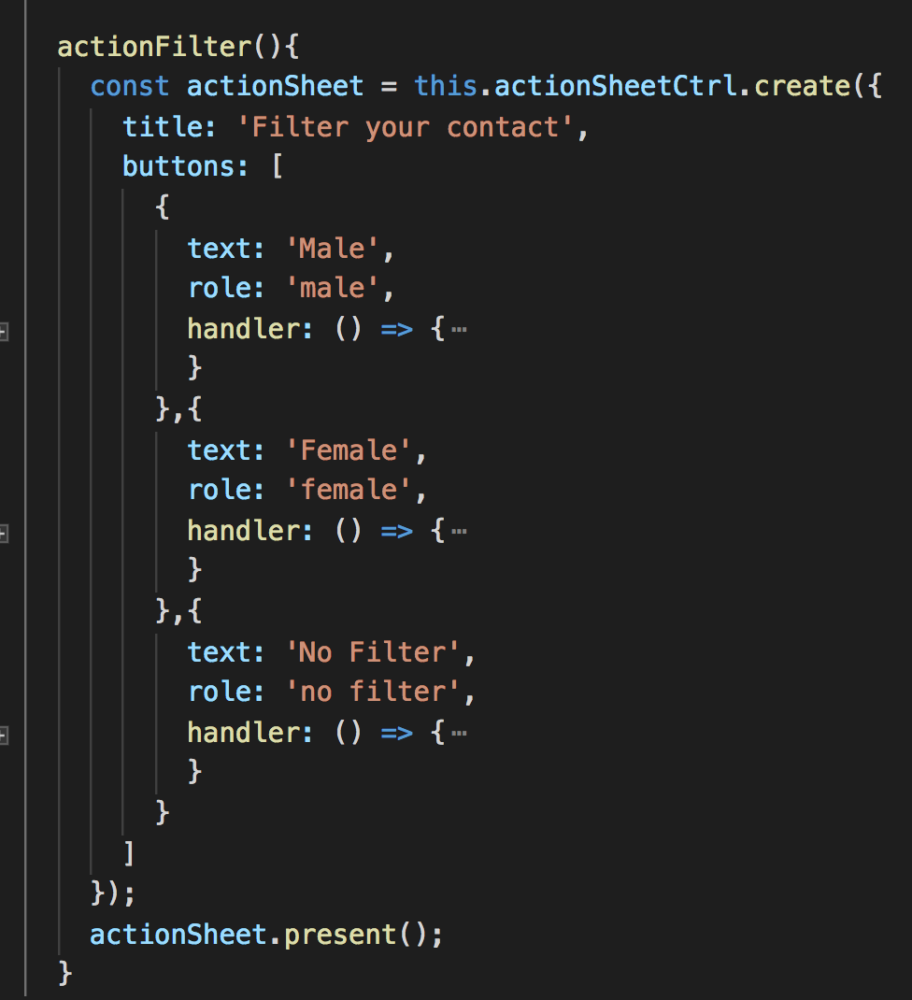 actionFilter(){
const actionSheet = this.actionSheetCtrl.create({
title: 'Filter your contact',
buttons: [
{
text: 'Male',
role: 'male',
handler: () => {⋯
}
},{
text: 'Female',
role: 'female',
handler: () => {⋯
}
},{
text: 'No Filter',
role: 'no filter',
handler: () => {⋯
}
}
]
});
actionSheet.present();
}